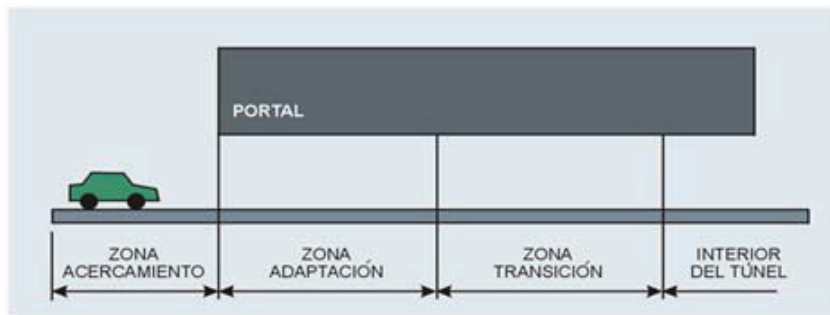 PORTAL
ZONA
ACERCAMIENTO
ZONA
ADAPTACIÓN
ZONA
TRANSICIÓN
INTERIOR
DEL TÚNEL